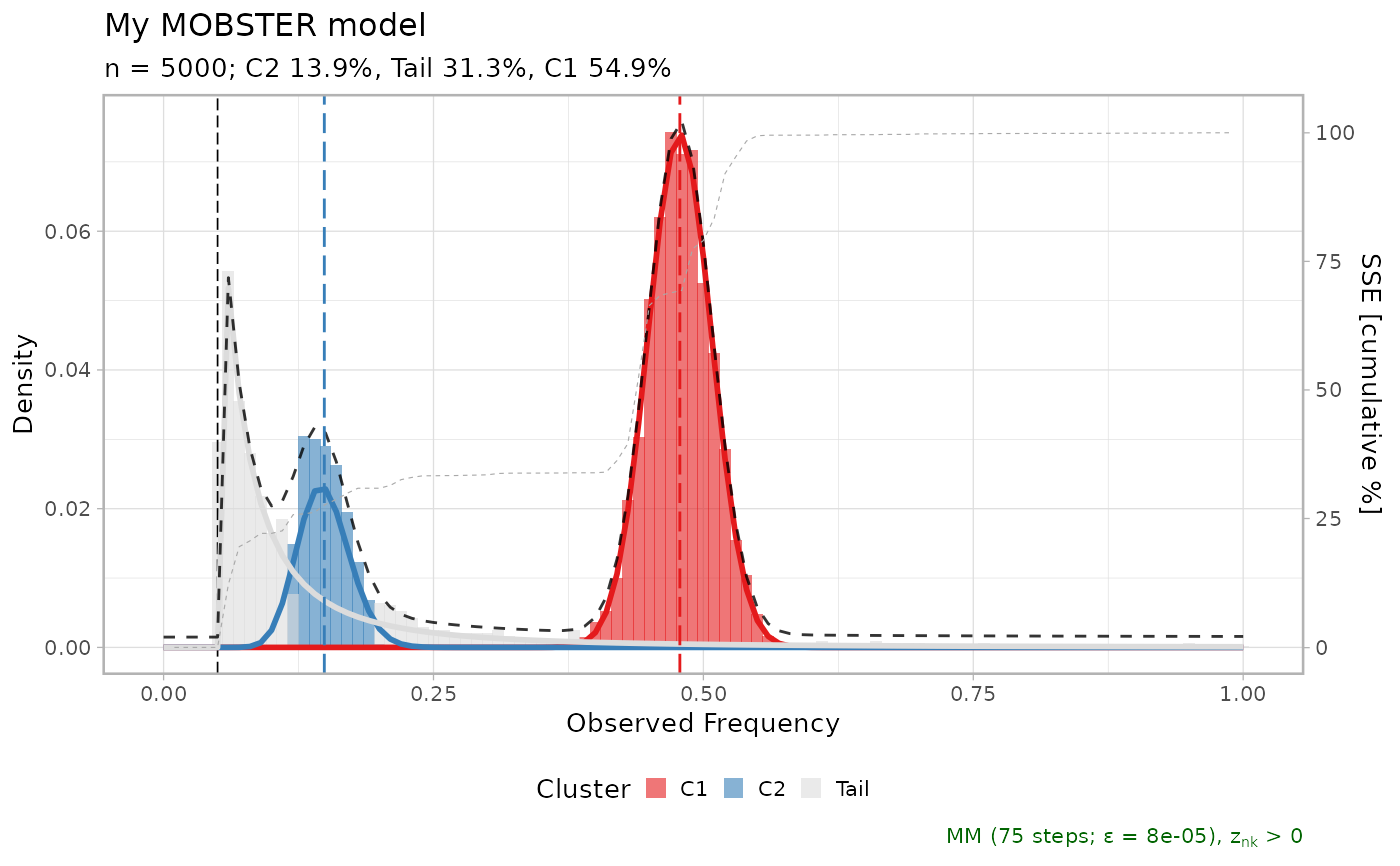 My MOBSTER model
n = 5000; C2 13.9%, Tail 31.3%, C1 54.9%
Density
0.06
0.04
0.02
0.00
100
75
50
25
0
SSE [cumulative %]
0.00 0.25 0.50 0.75 1.00
Observed Frequency
Cluster C1 C2 Tail
MM (75 steps; ε = 8e-05), znk > 0